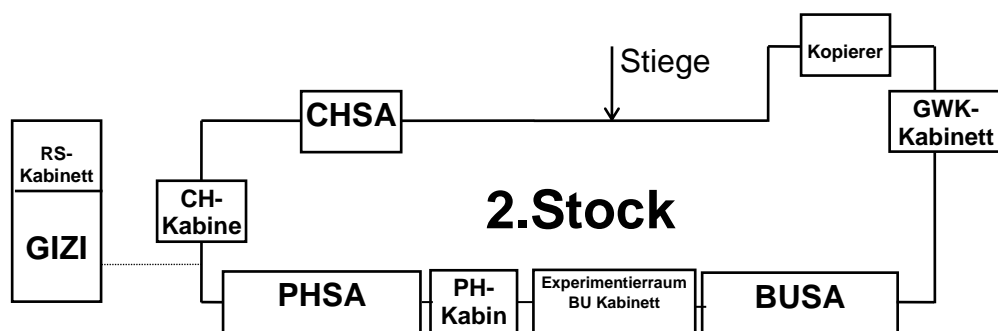 Stiege
Kopierer
CHSA
GWK-
Kabinett
RS-
Kabinett
GIZI
CH-
Kabine
2.Stock
PHSA
PH-
Kabin
Experimentierraum
BU Kabinett
BUSA